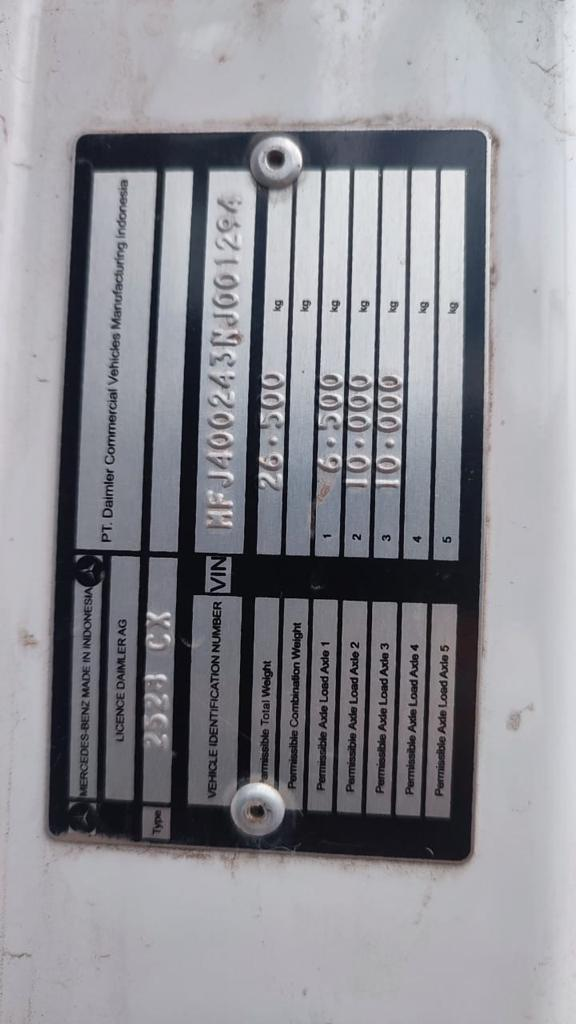 MERCEDES-BENZ MADE IN INDONESIA
LICENCE DAIMLER AG PT. Daimler Commercial Vehicles Manufacturing Indonesia
Type 2528 CX
VEHICLE IDENTIFICATION NUMBER VIN MFJ400243NJ001294
ermissible Total Weight 26.500 kg
Permissible Combination Weight kg
Permissible Axle Load Axle 1 1 6.500 kg
Permissible Axle Load Axle 2 2 10.000 kg
Permissible Axle Load Axle 3 3 10.000 kg
Permissible Axle Load Axle 4 4 kg
Permissible Axle Load Axle 5 5 kg